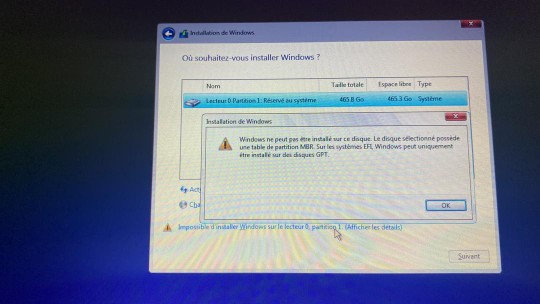 Installation de Windows
Où souhaitez-vous installer Windows ?
Nom Taille totale Espace libre Type
Lecteur 0 Partition 1: Réservé au système 465.8 Go 465.3 Go Système
Installation de Windows
Windows ne peut pas être installé sur ce disque. Le disque sélectionné possède
une table de partition MBR. Sur les systèmes EFI, Windows peut uniquement
être installé sur des disques GPT.
OK
Act
Cha
Impossible d'installer Windows sur le lecteur 0, partition 1. (Afficher les détails)
Suivant